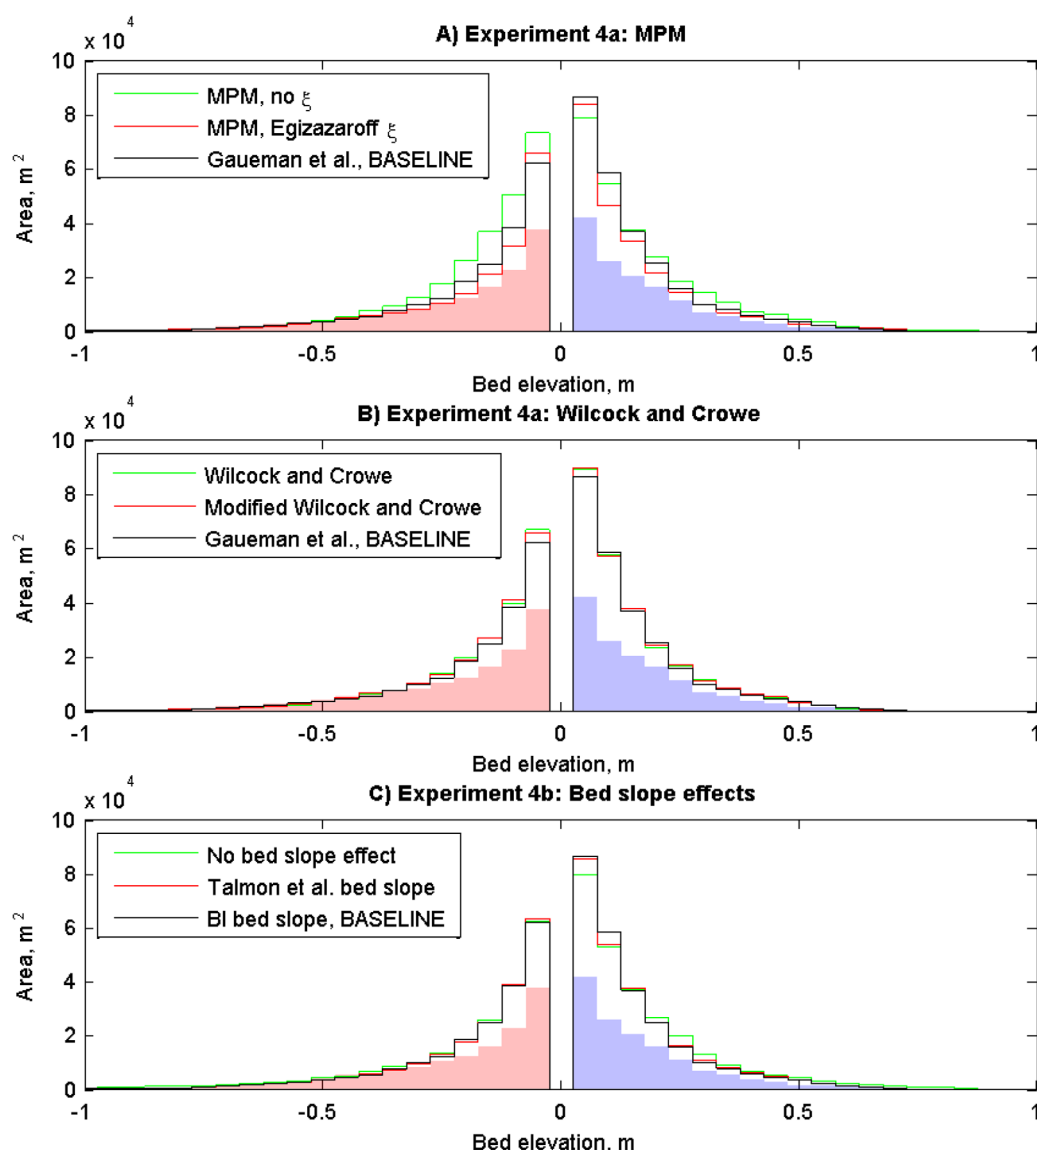 A) Experiment 4a: MPM
x 10^4
10
8
6
4
2
0
Area, m^2
MPM, no ξ
MPM, Egizazaroff ξ
Gaueman et al., BASELINE
-1 -0.5 0 0.5 1
Bed elevation, m
B) Experiment 4a: Wilcock and Crowe
x 10^4
10
8
6
4
2
0
Area, m^2
Wilcock and Crowe
Modified Wilcock and Crowe
Gaueman et al., BASELINE
-1 -0.5 0 0.5 1
Bed elevation, m
C) Experiment 4b: Bed slope effects
x 10^4
10
8
6
4
2
0
Area, m^2
No bed slope effect
Talmon et al. bed slope
BI bed slope, BASELINE
-1 -0.5 0 0.5 1
Bed elevation, m